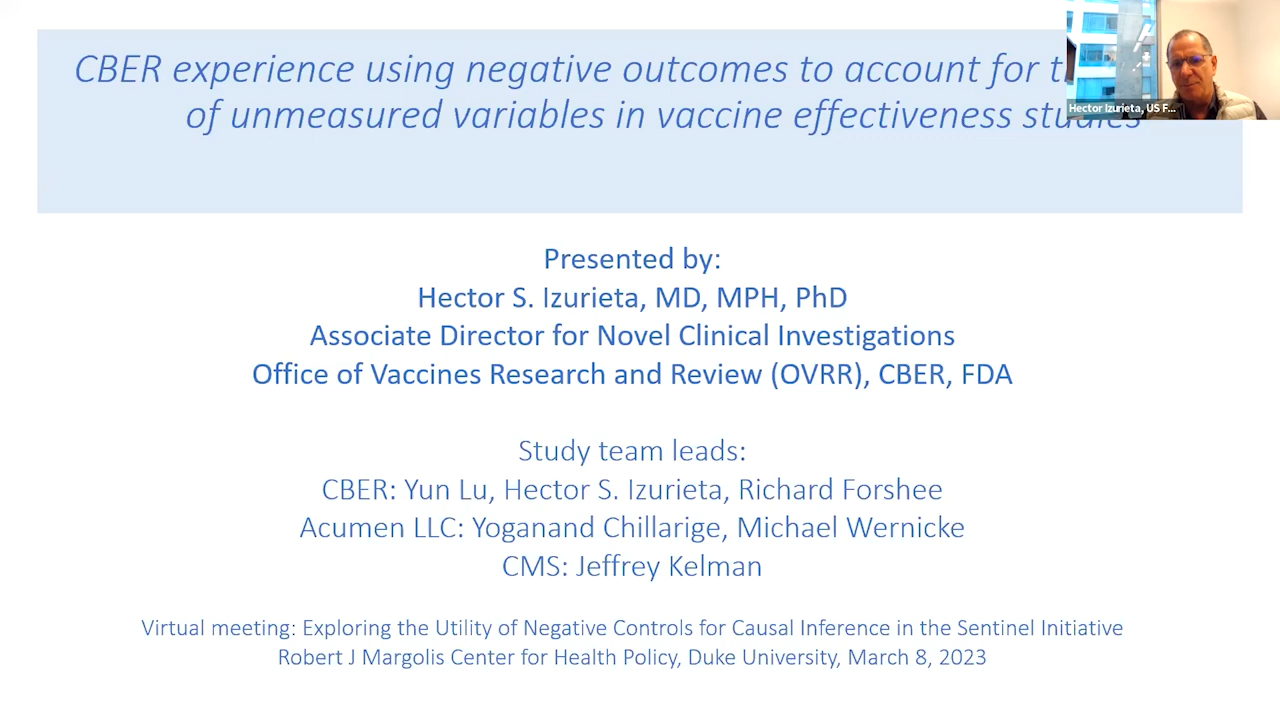 CBER experience using negative outcomes to account for
of unmeasured variables in vaccine effectiveness studies
Hector Izurieta, US F...
Presented by:
Hector S. Izurieta, MD, MPH, PhD
Associate Director for Novel Clinical Investigations
Office of Vaccines Research and Review (OVRR), CBER, FDA
Study team leads:
CBER: Yun Lu, Hector S. Izurieta, Richard Forshee
Acumen LLC: Yoganand Chillarige, Michael Wernicke
CMS: Jeffrey Kelman
Virtual meeting: Exploring the Utility of Negative Controls for Causal Inference in the Sentinel Initiative
Robert J Margolis Center for Health Policy, Duke University, March 8, 2023